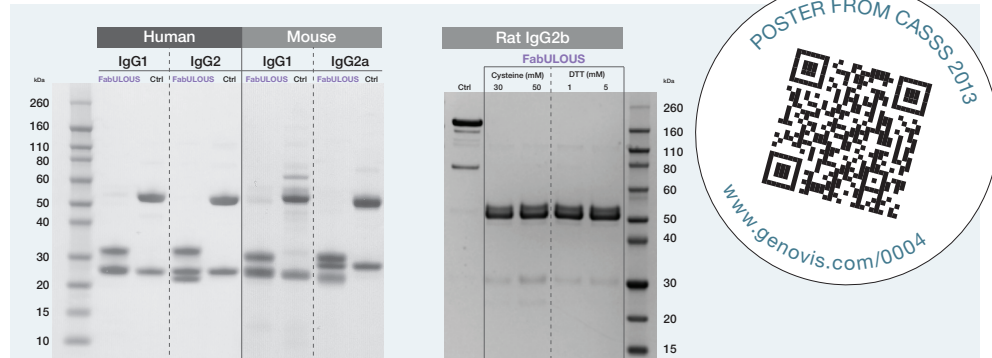 Human Mouse
IgG1 IgG2 IgG1 IgG2a
kDa FabULOUS Ctrl FabULOUS Ctrl FabULOUS Ctrl FabULOUS Ctrl
260
160
110
80
60
50
40
30
20
15
10
Rat IgG2b
FabULOUS
Cysteine (mM) DTT (mM)
Ctrl 30 50 1 5 kDa
260
160
110
80
60
50
40
30
20
15
POSTER FROM CASSS 2013
www.genovis.com/0004